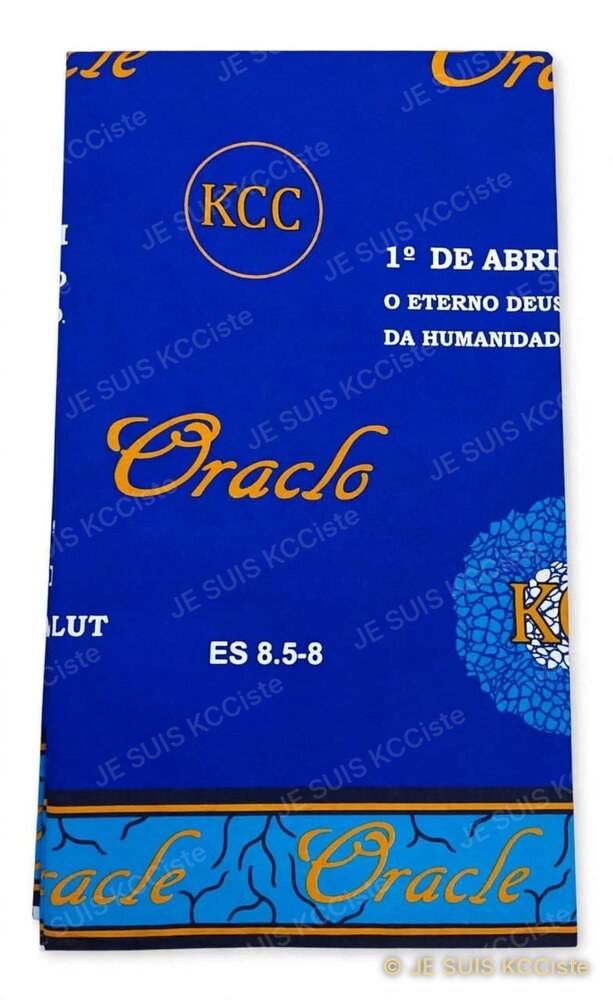 Oracle
KCC
1º DE ABRI
O ETERNO DEUS
DA HUMANIDAD
Oraclo
KC
LUT
ES 8.5-8
Oracle
Oracle
JE SUIS KCCiste
© JE SUIS KCCiste